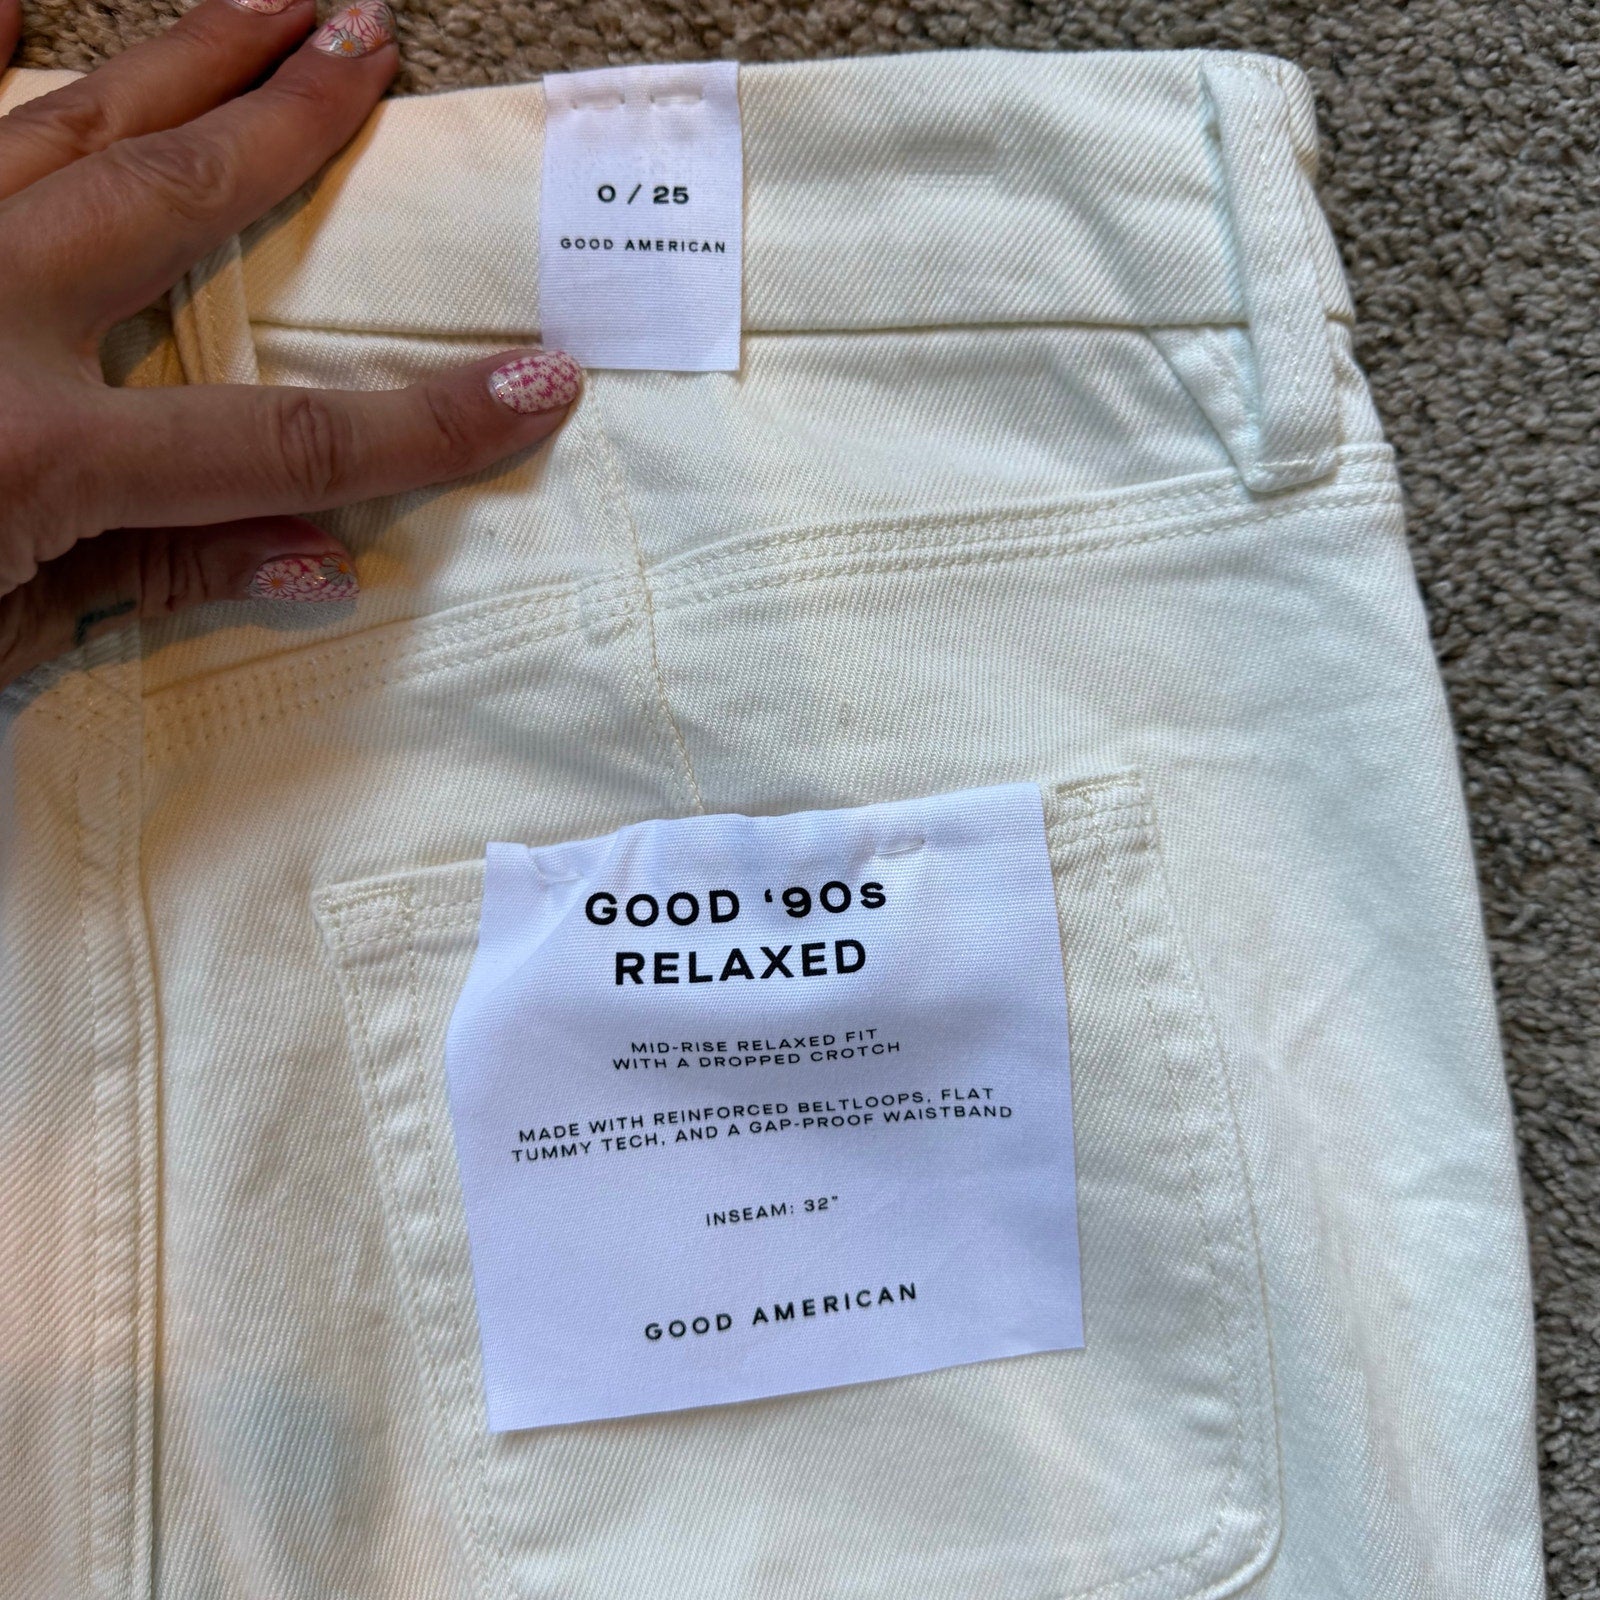 0 / 25
GOOD AMERICAN
GOOD ‘90s
RELAXED
MID-RISE RELAXED FIT
WITH A DROPPED CROTCH
MADE WITH REINFORCED BELTLOOPS, FLAT
TUMMY TECH, AND A GAP-PROOF WAISTBAND
INSEAM: 32"
GOOD AMERICAN